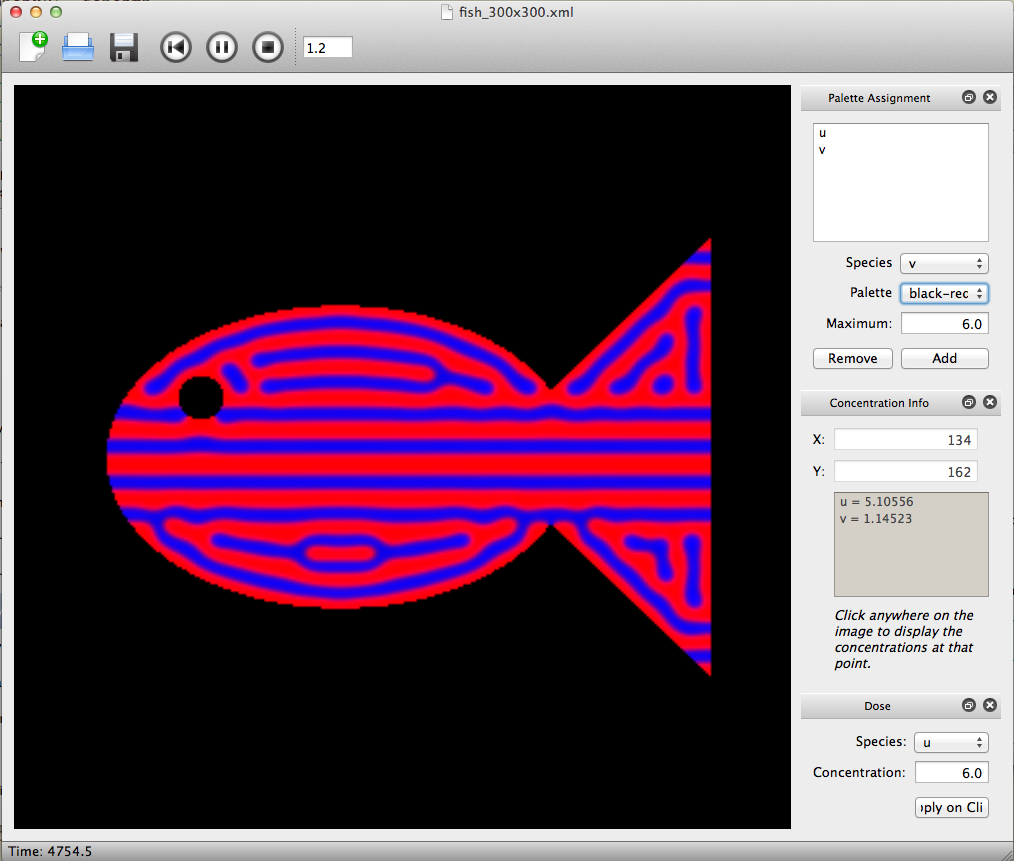 fish_300x300.xml
1.2
Palette Assignment
u
v
Species v
Palette black-rec
Maximum: 6.0
Remove Add
Concentration Info
X: 134
Y: 162
u = 5.10556
v = 1.14523
Click anywhere on the
image to display the
concentrations at that
point.
Dose
Species: u
Concentration: 6.0
pply on Cli
Time: 4754.5